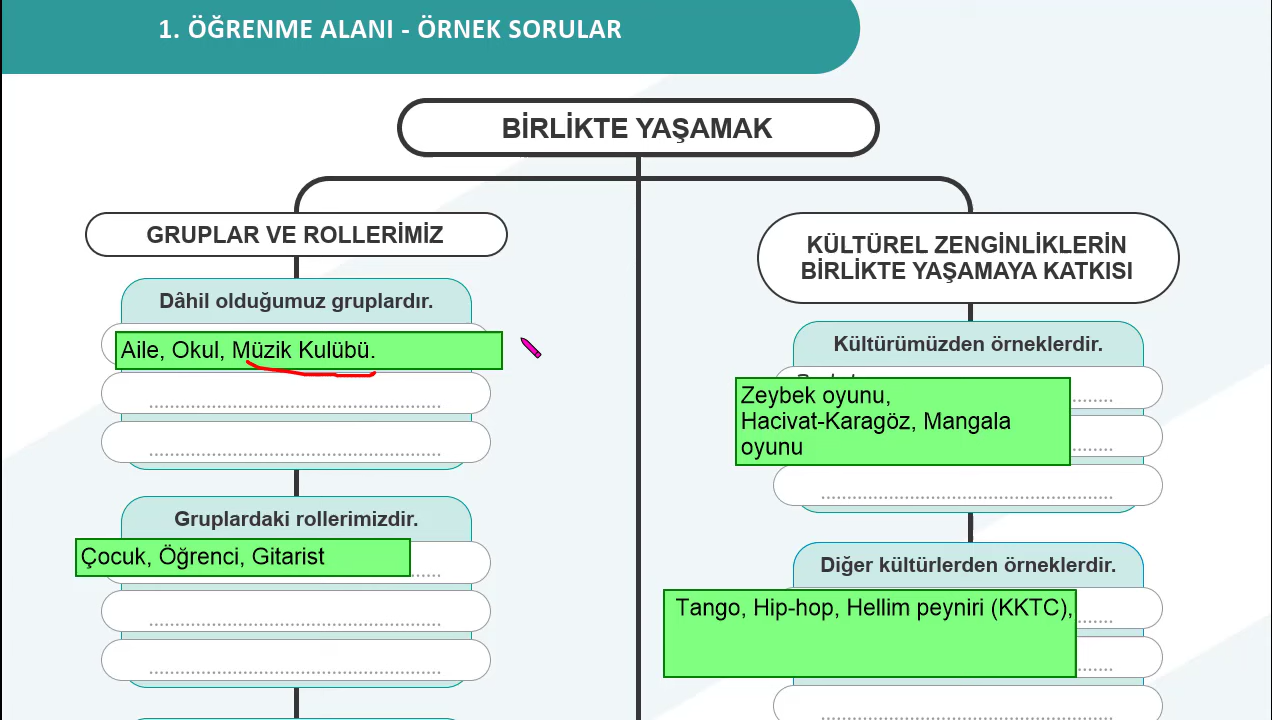 1. ÖĞRENME ALANI - ÖRNEK SORULAR
BİRLİKTE YAŞAMAK
GRUPLAR VE ROLLERİMİZ
Dâhil olduğumuz gruplardır.
Aile, Okul, Müzik Kulübü.
Gruplardaki rollerimizdir.
Çocuk, Öğrenci, Gitarist
KÜLTÜREL ZENGİNLİKLERİN
BİRLİKTE YAŞAMAYA KATKISI
Kültürümüzden örneklerdir.
Zeybek oyunu,
Hacivat-Karagöz, Mangala
oyunu
Diğer kültürlerden örneklerdir.
Tango, Hip-hop, Hellim peyniri (KKTC),